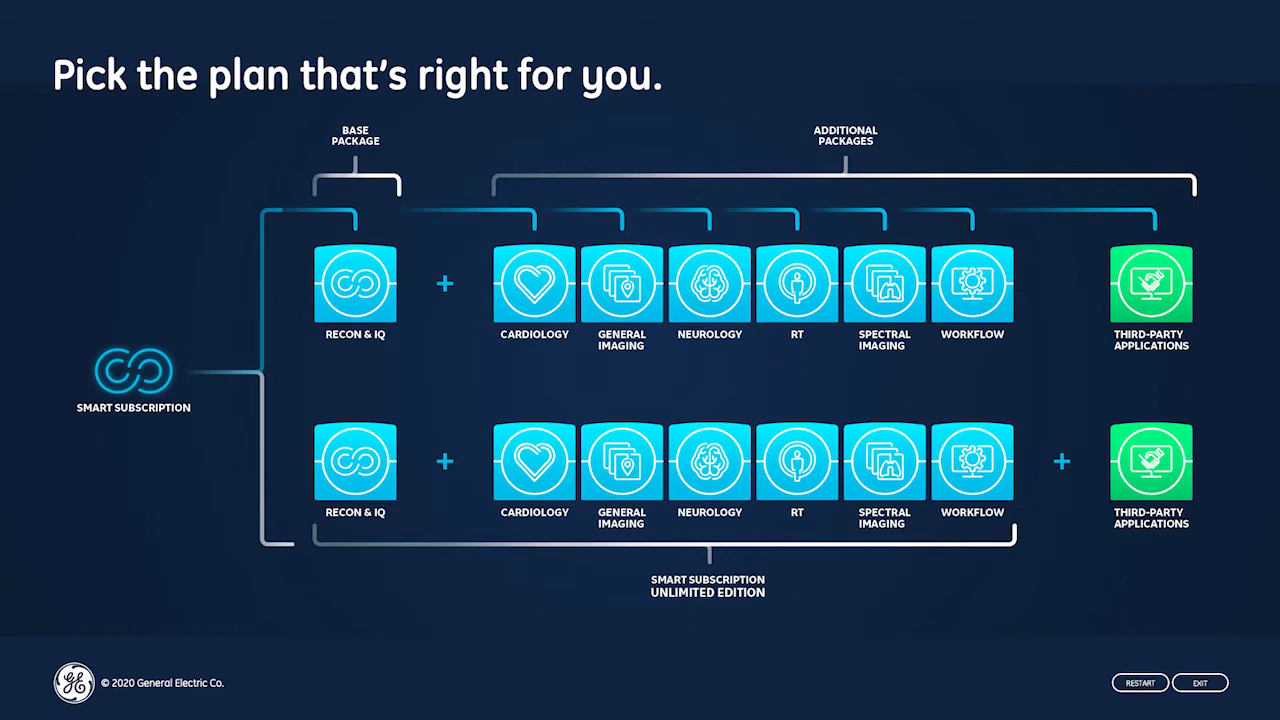 Pick the plan that's right for you.
BASE
PACKAGE
ADDITIONAL
PACKAGES
RECON & IQ
CARDIOLOGY
GENERAL
IMAGING
NEUROLOGY
RT
SPECTRAL
IMAGING
WORKFLOW
THIRD-PARTY
APPLICATIONS
SMART SUBSCRIPTION
RECON & IQ
CARDIOLOGY
GENERAL
IMAGING
NEUROLOGY
RT
SPECTRAL
IMAGING
WORKFLOW
THIRD-PARTY
APPLICATIONS
SMART SUBSCRIPTION
UNLIMITED EDITION
GE
© 2020 General Electric Co.
RESTART
EXIT